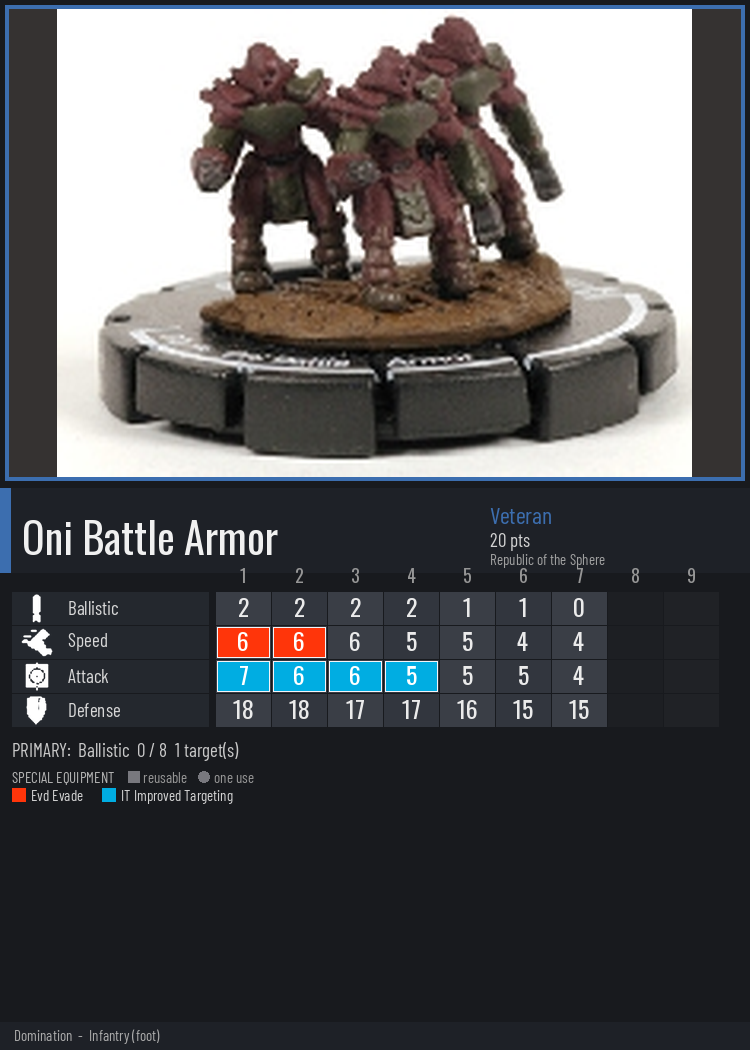 Battle Armor
Oni Battle Armor
Veteran
20 pts
Republic of the Sphere
1 2 3 4 5 6 7 8 9
Ballistic 2 2 2 2 1 1 0
Speed 6 6 6 5 5 4 4
Attack 7 6 6 5 5 5 4
Defense 18 18 17 17 16 15 15
PRIMARY: Ballistic 0 / 8 1 target(s)
SPECIAL EQUIPMENT reusable one use
Evd Evade IT Improved Targeting
Domination - Infantry (foot)